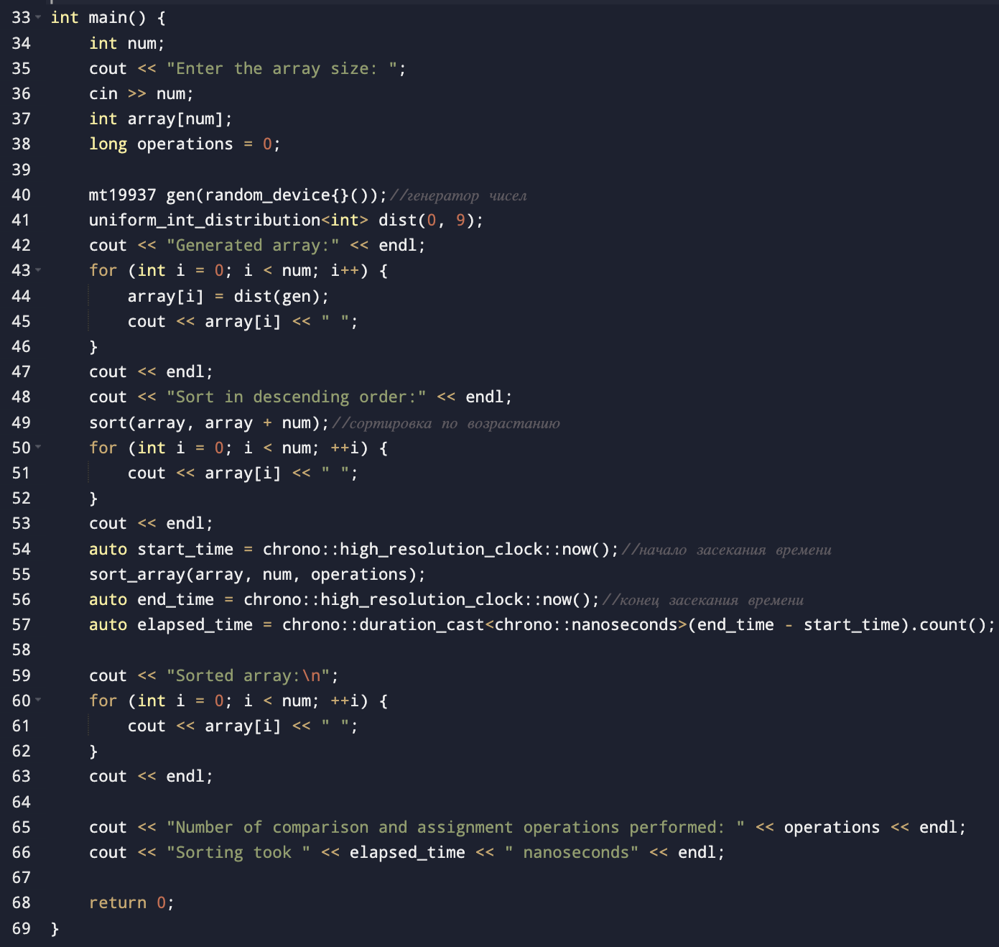 33 int main() {
34 int num;
35 cout << "Enter the array size: ";
36 cin >> num;
37 int array[num];
38 long operations = 0;
39
40 mt19937 gen(random_device{}());//генератор чисел
41 uniform_int_distribution<int> dist(0, 9);
42 cout << "Generated array:" << endl;
43 for (int i = 0; i < num; i++) {
44 array[i] = dist(gen);
45 cout << array[i] << " ";
46 }
47 cout << endl;
48 cout << "Sort in descending order:" << endl;
49 sort(array, array + num);//сортировка по возрастанию
50 for (int i = 0; i < num; ++i) {
51 cout << array[i] << " ";
52 }
53 cout << endl;
54 auto start_time = chrono::high_resolution_clock::now();//начало засекания времени
55 sort_array(array, num, operations);
56 auto end_time = chrono::high_resolution_clock::now();//конец засекания времени
57 auto elapsed_time = chrono::duration_cast<chrono::nanoseconds>(end_time - start_time).count();
58
59 cout << "Sorted array:\n";
60 for (int i = 0; i < num; ++i) {
61 cout << array[i] << " ";
62 }
63 cout << endl;
64
65 cout << "Number of comparison and assignment operations performed: " << operations << endl;
66 cout << "Sorting took " << elapsed_time << " nanoseconds" << endl;
67
68 return 0;
69 }